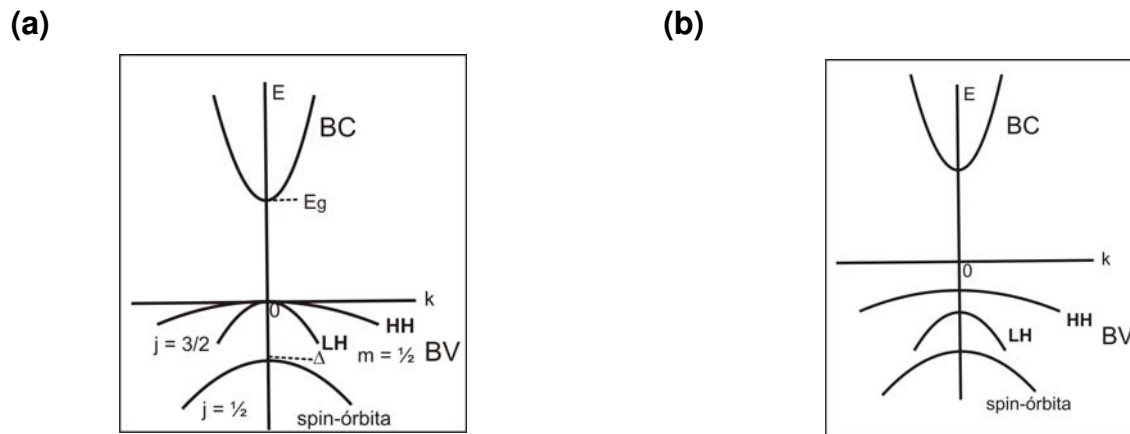 (a)
E
BC
Eg
k
0
HH
j = 3/2
LH
m = ½
BV
Δ
j = ½
spin-órbita
(b)
E
BC
k
0
HH
LH
BV
spin-órbita